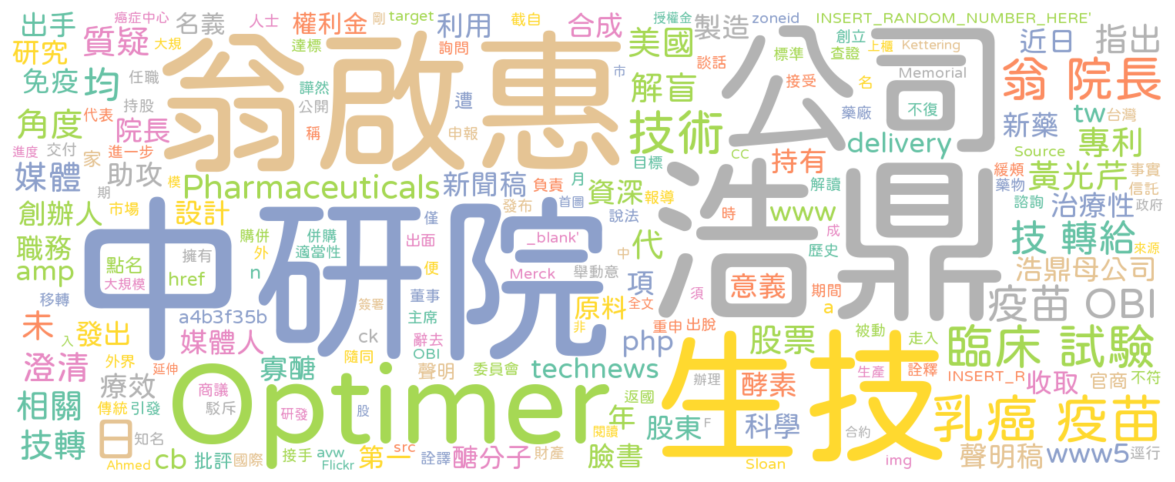 出手 癌症中心 名義 人士 權利金 剛 target 利用 截自 合成 授權金 製造 zoneid INSERT_RANDOM_NUMBER_HERE'
研究 質疑 大規 達標 詢問 美國 談話 標準 創立 查證 上櫃 Kettering 近日 指出
免疫 均 任職 譁然 市 解盲 接受 名 Memorial 翁 院長
翁啟惠 公司
持股 公開 遭 藥廠 不復
角度 代表 院長 稱 申報 技術 目標 cc 持有 delivery 新藥 tw 台灣 專利
進度 交付 家 進一步 Source
媒體 期 模 助攻 Pharmaceuticals 新聞稿 負責 月 資深 報導 解讀 緩頰 黃光芹 事實
創辦人 市場 設計 發布 首圖 說法 時 www 藥物 諮詢 信託 政府
職務 購併 併購 僅 _blank' 代 成 歷史 治療性
中研院 浩鼎
amp 點名 擁有 外 適當性 出面 中 技 轉給
大規模 href n 便 Merck 舉動意 項 意義 期間 浩鼎母公司 來源
移轉 a4b3f35b 簽署 董事 原料 全文 須 a 疫苗 OBI
未 入 發出 ck 主席 非 重申 出脫 被動 走入
澄清 外界 媒體人 隨同 辭去 OBI 聲明 委員會 php 股票 臨床 試驗
延伸 療效 寡醣 technews 生技 辦理 酵素 生產 詮釋 INSERT_R 收取 官商 不符
相關 傳統 引發 商議 駁斥 Optimer 返國 年
技轉 日 知名 研發 股 閱讀 股東 F 科學 合約 乳癌 疫苗
Ahmed cb 批評 國際 接手 src avw Flickr 第一 詮譯 醣分子 財產 臉書 Sloan img 聲明稿 www5 逕行